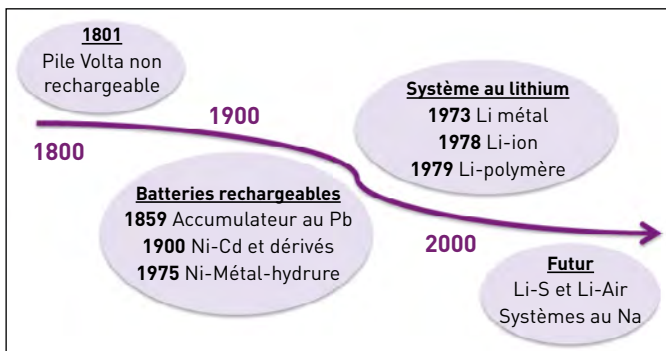 1801
Pile Volta non
rechargeable
1800
1900
Batteries rechargeables
1859 Accumulateur au Pb
1900 Ni-Cd et dérivés
1975 Ni-Métal-hydrure
Système au lithium
1973 Li métal
1978 Li-ion
1979 Li-polymère
2000
Futur
Li-S et Li-Air
Systèmes au Na